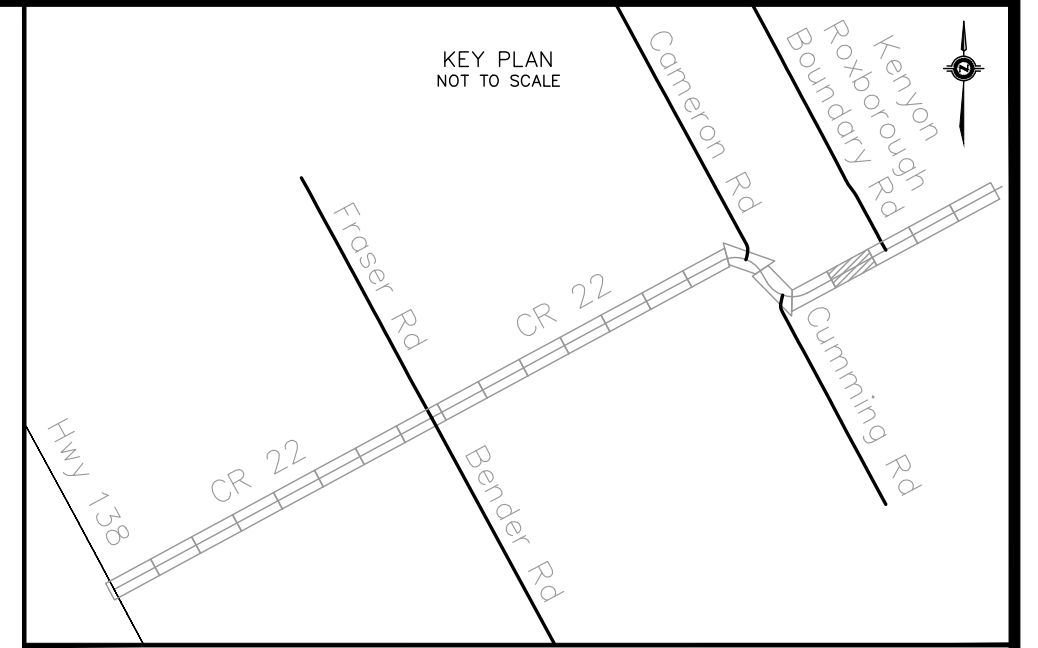 KEY PLAN
NOT TO SCALE
Cameron Rd
Kenyon
Roxborough
Boundary Rd
N
Fraser Rd
CR 22
CR 22
Cumming Rd
Hwy 138
Bender Rd